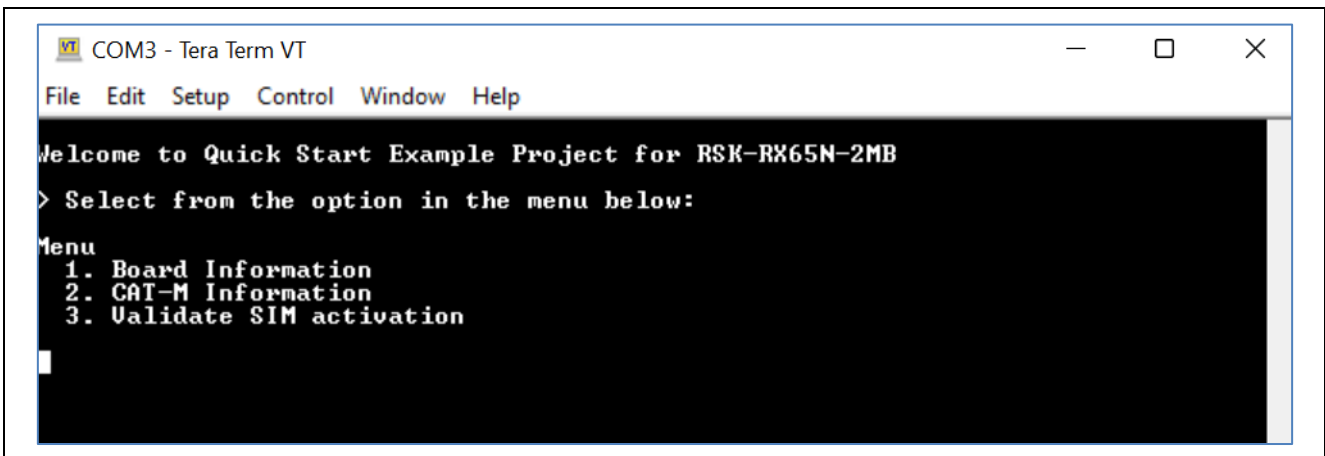 COM3 - Tera Term VT
File Edit Setup Control Window Help
Welcome to Quick Start Example Project for RSK-RX65N-2MB
> Select from the option in the menu below:
Menu
1. Board Information
2. CAT-M Information
3. Validate SIM activation